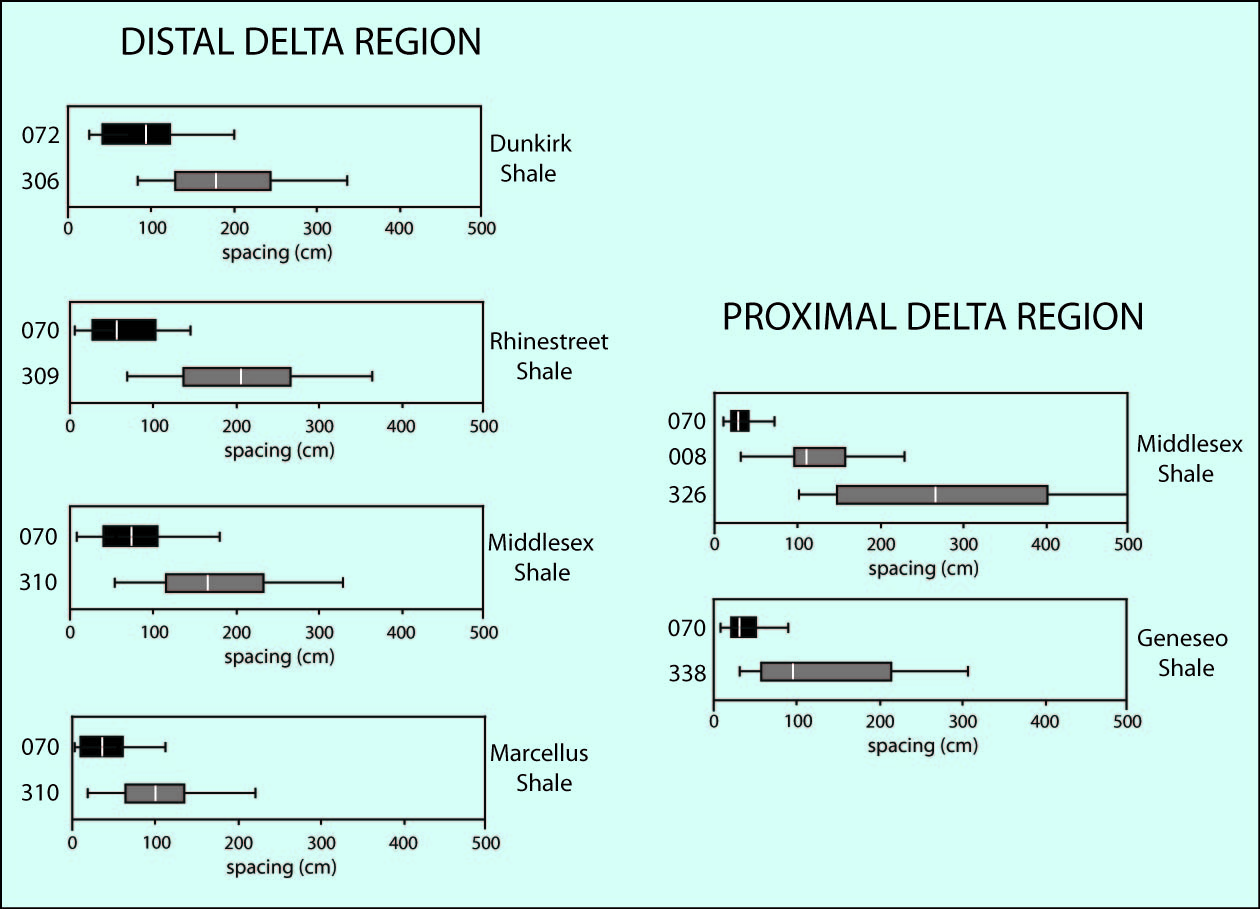 DISTAL DELTA REGION
072
306
Dunkirk
Shale
0 100 200 300 400 500
spacing (cm)
070
309
Rhinestreet
Shale
0 100 200 300 400 500
spacing (cm)
070
310
Middlesex
Shale
0 100 200 300 400 500
spacing (cm)
070
310
Marcellus
Shale
0 100 200 300 400 500
spacing (cm)
PROXIMAL DELTA REGION
070
008
326
Middlesex
Shale
0 100 200 300 400 500
spacing (cm)
070
338
Geneseo
Shale
0 100 200 300 400 500
spacing (cm)